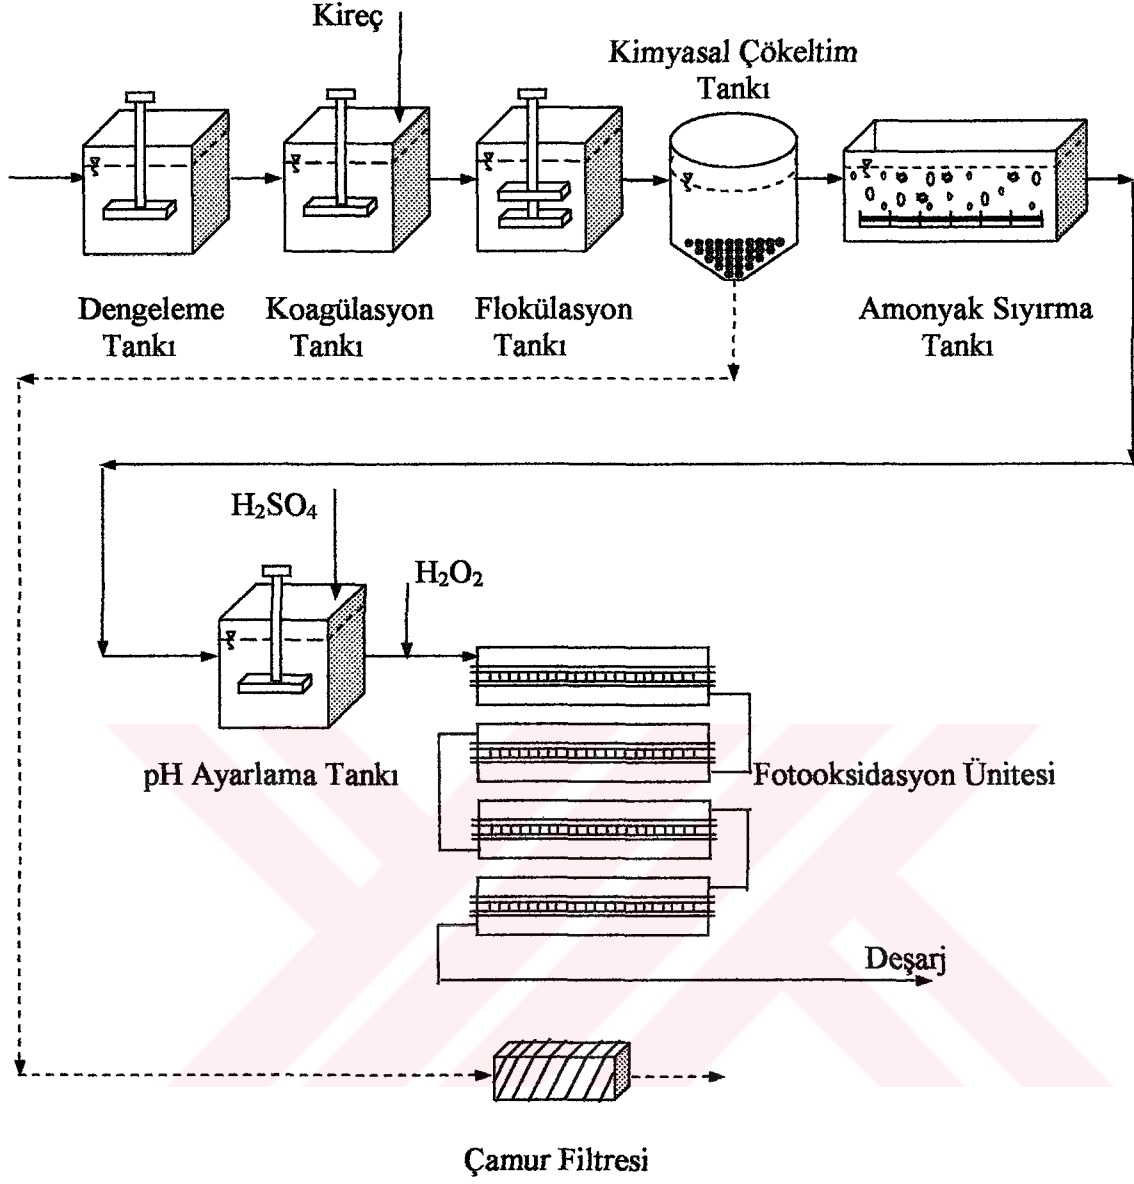 Kireç
Kimyasal Çökeltim
Tankı
Dengeleme
Tankı
Koagülasyon
Tankı
Flokülasyon
Tankı
Amonyak Sıyırma
Tankı
H₂SO₄
H₂O₂
pH Ayarlama Tankı
Fotooksidasyon Ünitesi
Deşarj
Çamur Filtresi